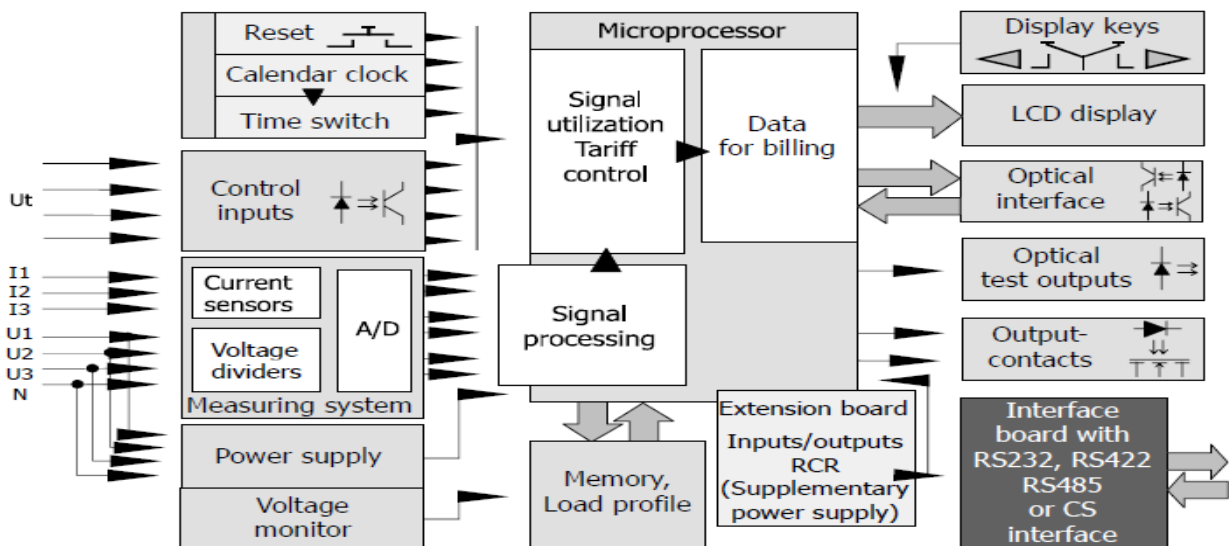 Reset
Calendar clock
Time switch
Ut
Control
inputs
I1
I2
I3
U1
U2
U3
N
Current
sensors
Voltage
dividers
A/D
Measuring system
Power supply
Voltage
monitor
Microprocessor
Signal
utilization
Tariff
control
Data
for billing
Signal
processing
Memory,
Load profile
Extension board
Inputs/outputs
RCR
(Supplementary
power supply)
Display keys
LCD display
Optical
interface
Optical
test outputs
Output-
contacts
Interface
board with
RS232, RS422
RS485
or CS
interface